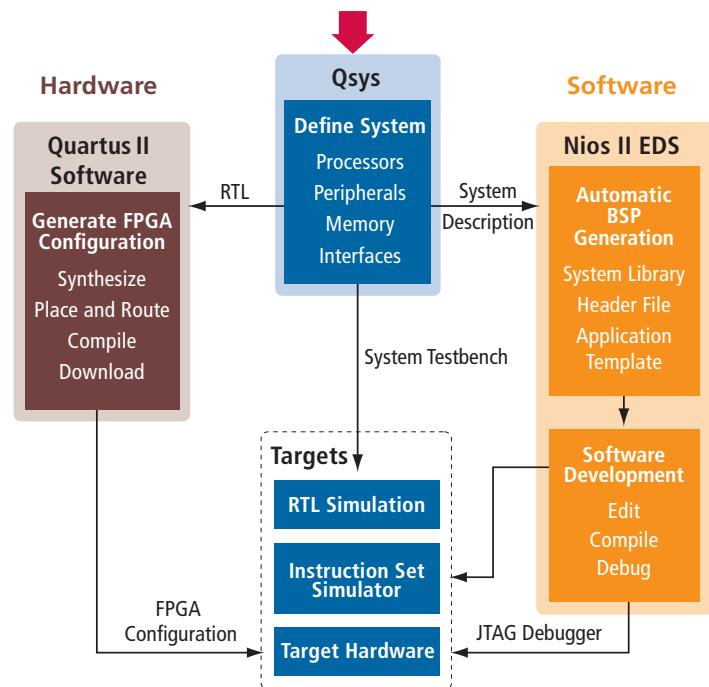 Hardware
Qsys
Software
Define System
Processors
Peripherals
Memory
Interfaces
Quartus II
Software
Generate FPGA
Configuration
Synthesize
Place and Route
Compile
Download
RTL
System
Description
Nios II EDS
Automatic
BSP
Generation
System Library
Header File
Application
Template
System Testbench
Software
Development
Edit
Compile
Debug
Targets
RTL Simulation
Instruction Set
Simulator
Target Hardware
FPGA
Configuration
JTAG Debugger